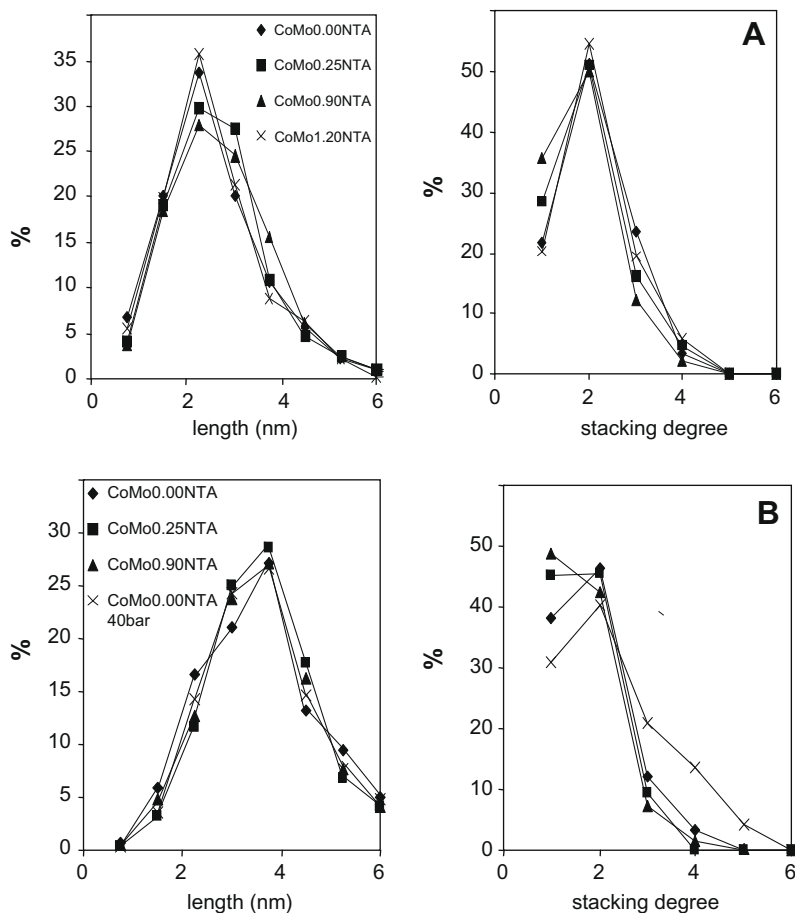 A
CoMo0.00NTA
CoMo0.25NTA
CoMo0.90NTA
CoMo1.20NTA
%
35
30
25
20
15
10
5
0
0 2 4 6
length (nm)
%
50
40
30
20
10
0
0 2 4 6
stacking degree
B
CoMo0.00NTA
CoMo0.25NTA
CoMo0.90NTA
CoMo0.00NTA
40bar
%
30
25
20
15
10
5
0
0 2 4 6
length (nm)
%
50
40
30
20
10
0
0 2 4 6
stacking degree